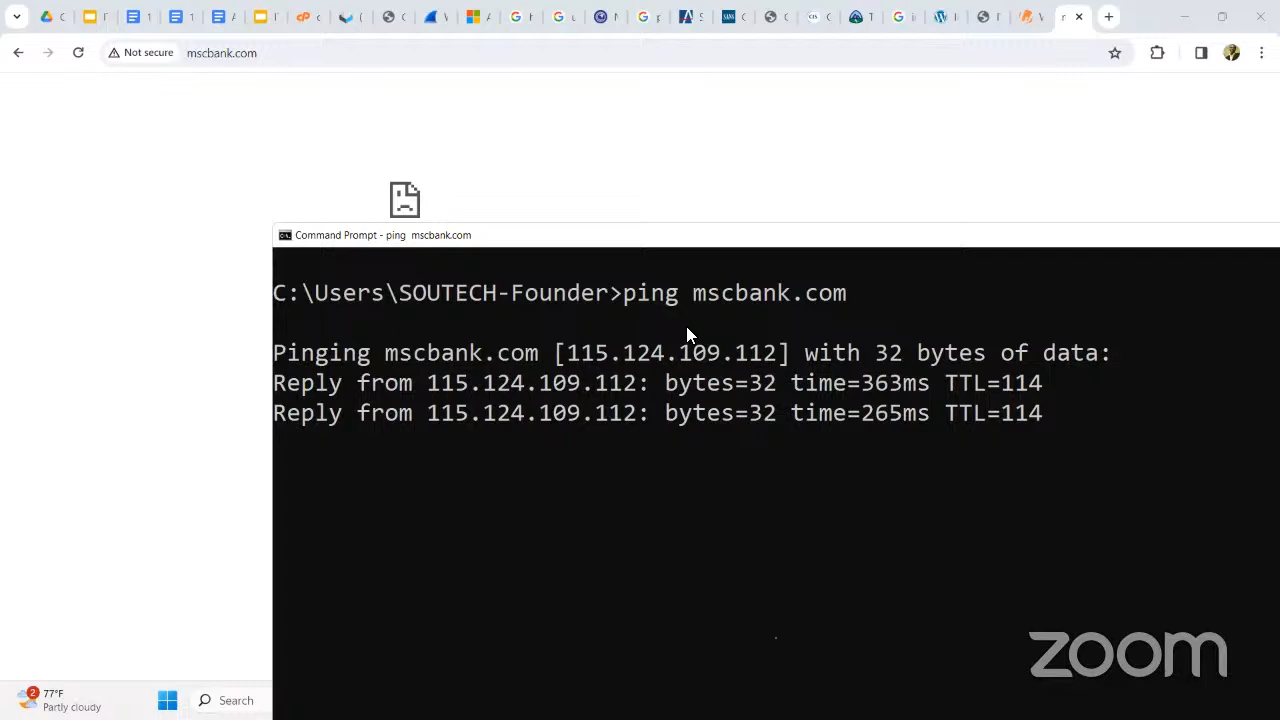 Not secure
mscbank.com
Command Prompt - ping  mscbank.com
C:\Users\SOUTECH-Founder>ping mscbank.com
Pinging mscbank.com [115.124.109.112] with 32 bytes of data:
Reply from 115.124.109.112: bytes=32 time=363ms TTL=114
Reply from 115.124.109.112: bytes=32 time=265ms TTL=114
zoom
2
77°F
Partly cloudy
Search